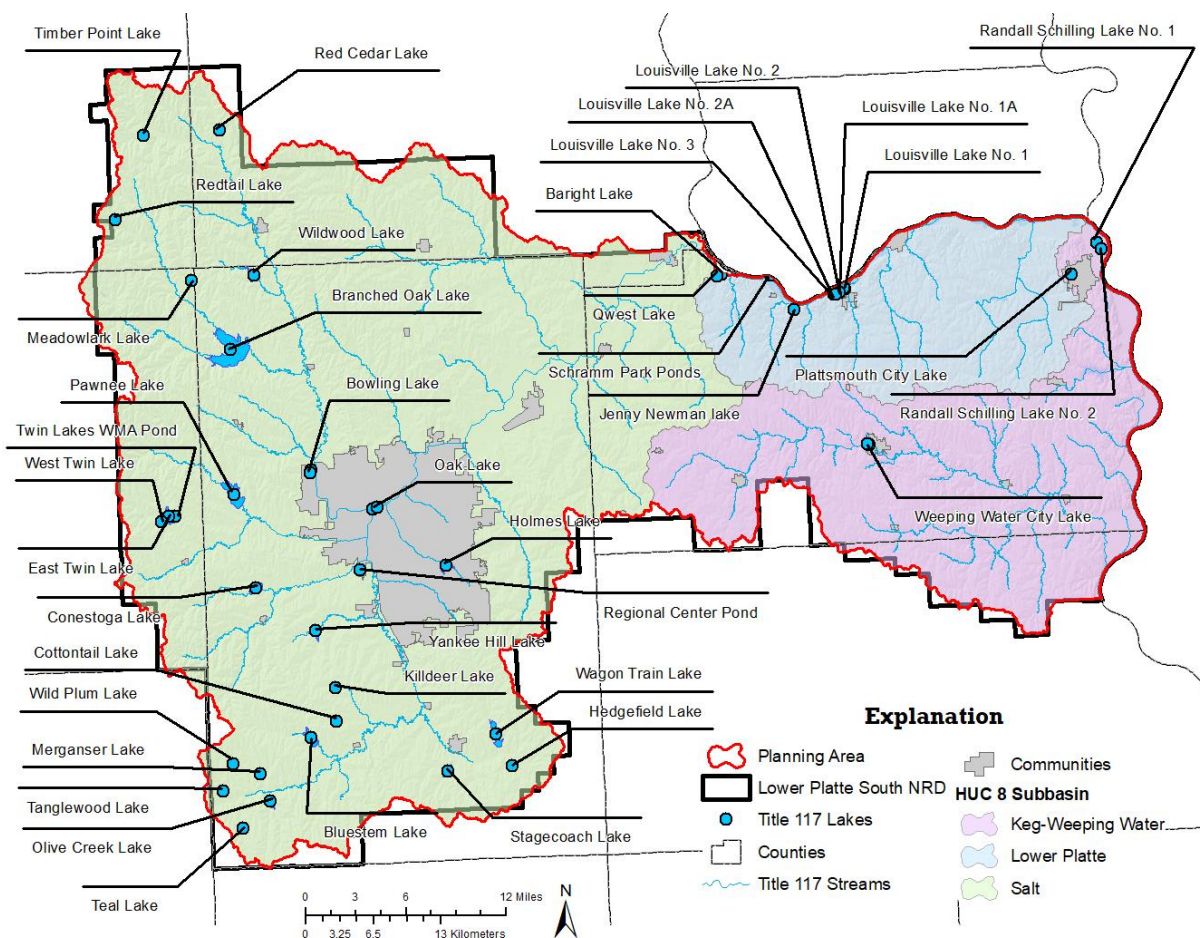 Timber Point Lake
Red Cedar Lake
Randall Schilling Lake No. 1
Louisville Lake No. 2
Louisville Lake No. 2A
Louisville Lake No. 1A
Louisville Lake No. 3
Louisville Lake No. 1
Redtail Lake
Baright Lake
Wildwood Lake
Branched Oak Lake
Qwest Lake
Meadowlark Lake
Schramm Park Ponds
Plattsmouth City Lake
Pawnee Lake
Bowling Lake
Jenny Newman lake
Randall Schilling Lake No. 2
Twin Lakes WMA Pond
West Twin Lake
Oak Lake
Holmes Lake
Weeping Water City Lake
East Twin Lake
Conestoga Lake
Regional Center Pond
Yankee Hill Lake
Cottontail Lake
Killdeer Lake
Wagon Train Lake
Wild Plum Lake
Hedgefield Lake
Merganser Lake
Tanglewood Lake
Olive Creek Lake
Bluestem Lake
Stagecoach Lake
Teal Lake
Explanation
Planning Area
Lower Platte South NRD
Title 117 Lakes
Counties
Title 117 Streams
Communities
HUC 8 Subbasin
Keg-Weeping Water
Lower Platte
Salt
0 3 6 12 Miles
0 3.25 6.5 13 Kilometers
N